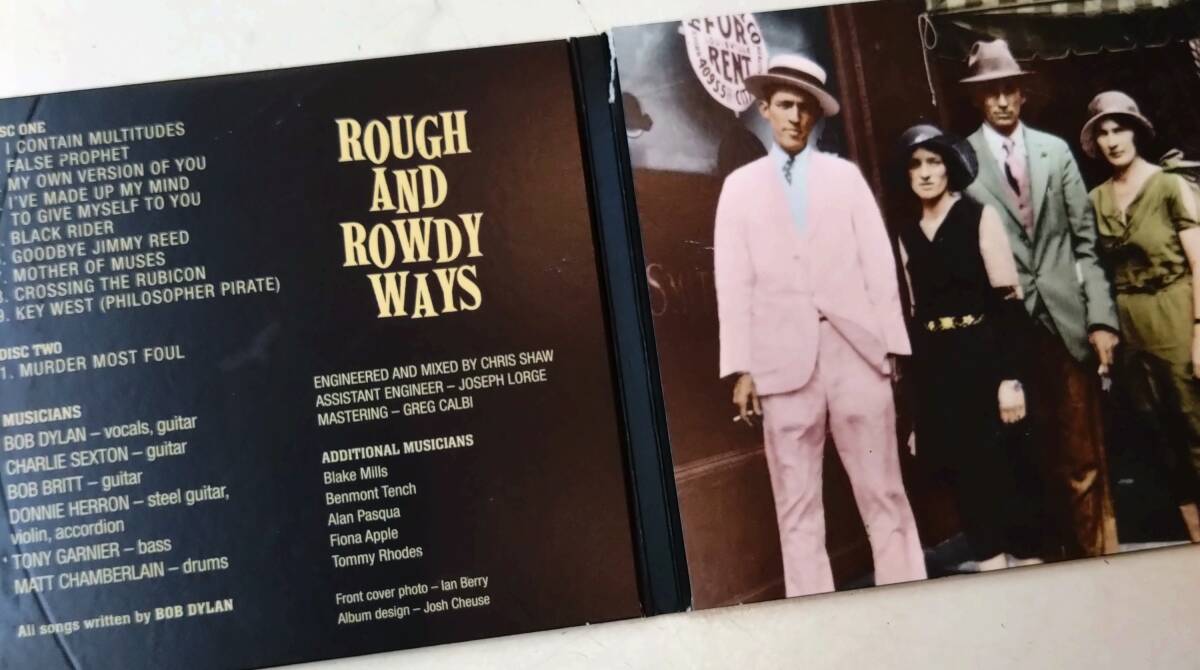 SC ONE
I CONTAIN MULTITUDES
FALSE PROPHET
MY OWN VERSION OF YOU
I'VE MADE UP MY MIND
TO GIVE MYSELF TO YOU
. BLACK RIDER
GOODBYE JIMMY REED
MOTHER OF MUSES
8. CROSSING THE RUBICON
9. KEY WEST (PHILOSOPHER PIRATE)
DISC TWO
1. MURDER MOST FOUL
MUSICIANS
BOB DYLAN – vocals, guitar
CHARLIE SEXTON – guitar
BOB BRITT – guitar
DONNIE HERRON – steel guitar,
violin, accordion
TONY GARNIER – bass
MATT CHAMBERLAIN – drums
All songs written by BOB DYLAN
ROUGH
AND
ROWDY
WAYS
ENGINEERED AND MIXED BY CHRIS SHAW
ASSISTANT ENGINEER – JOSEPH LORGE
MASTERING – GREG CALBI
ADDITIONAL MUSICIANS
Blake Mills
Benmont Tench
Alan Pasqua
Fiona Apple
Tommy Rhodes
Front cover photo – Ian Berry
Album design – Josh Cheuse
FOR
RENT